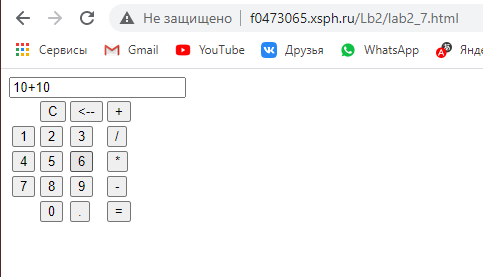 Не защищено f0473065.xsph.ru/Lb2/lab2_7.html
Сервисы Gmail YouTube Друзья WhatsApp Янде
10+10
C <-- +
1 2 3 /
4 5 6 *
7 8 9 -
0 . =